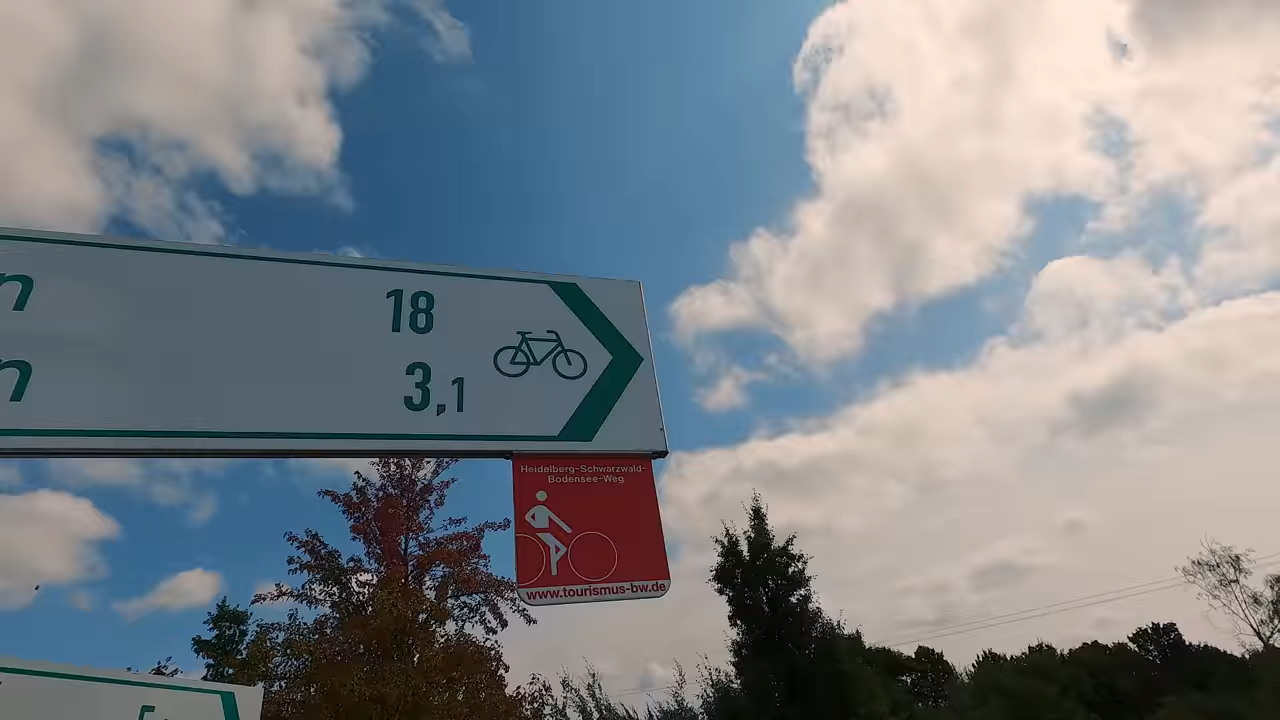 n 18
n 3,1
Heidelberg-Schwarzwald-
Bodensee-Weg
www.tourismus-bw.de